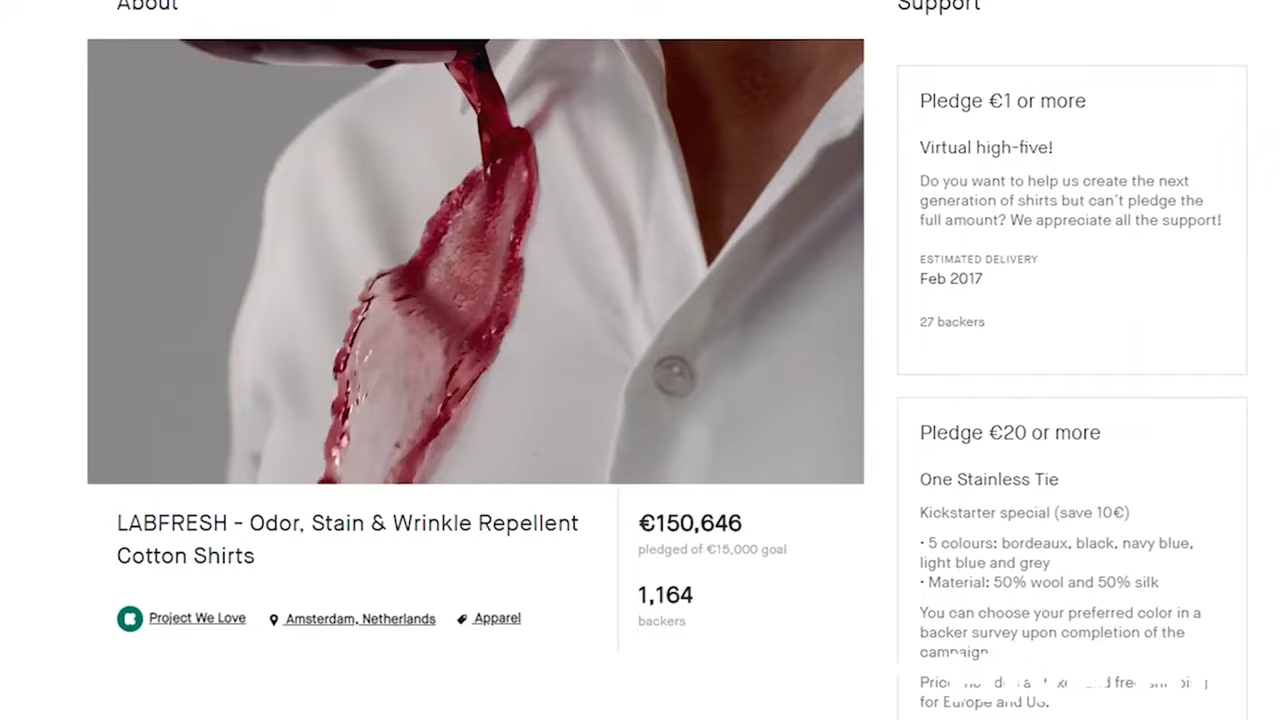 About
Support
Pledge €1 or more
Virtual high-five!
Do you want to help us create the next
generation of shirts but can't pledge the
full amount? We appreciate all the support!
ESTIMATED DELIVERY
Feb 2017
27 backers
Pledge €20 or more
One Stainless Tie
Kickstarter special (save 10€)
• 5 colours: bordeaux, black, navy blue,
light blue and grey
• Material: 50% wool and 50% silk
You can choose your preferred color in a
backer survey upon completion of the
campaign
for Europe and US.
LABFRESH - Odor, Stain & Wrinkle Repellent
Cotton Shirts
€150,646
pledged of €15,000 goal
1,164
backers
Project We Love
Amsterdam, Netherlands
Apparel